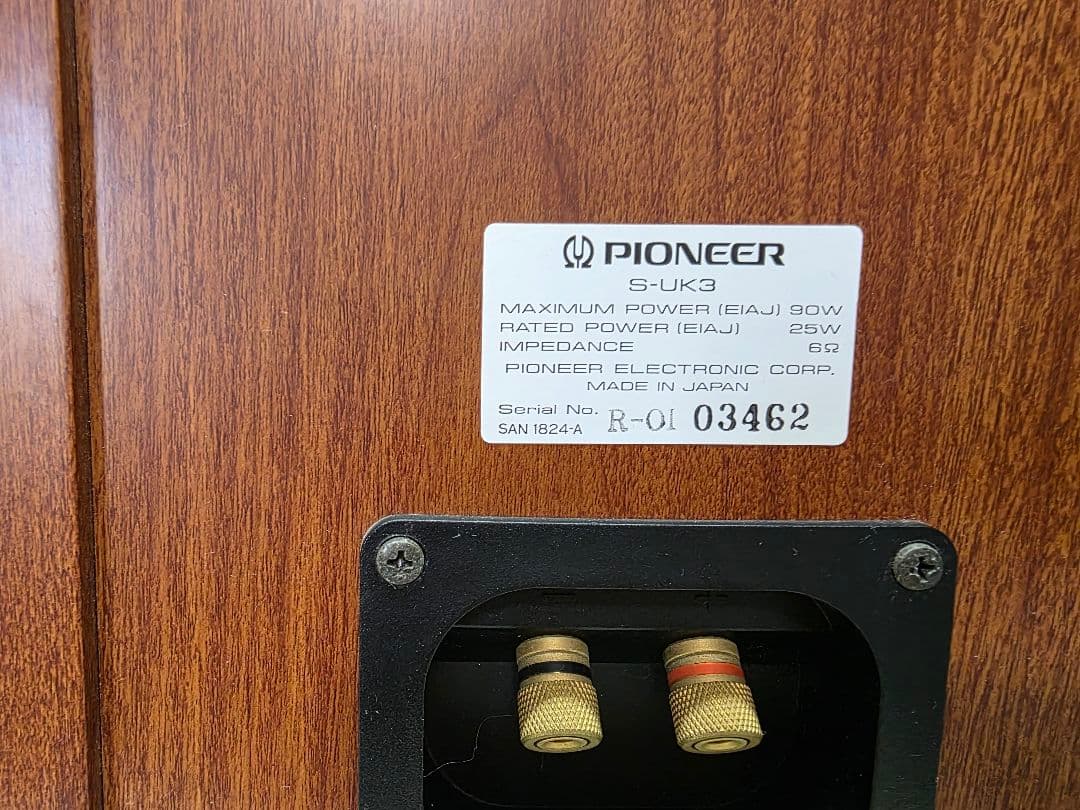 PIONEER
S-UK3
MAXIMUM POWER (EIAJ) 90W
RATED POWER (EIAJ) 25W
IMPEDANCE 6Ω
PIONEER ELECTRONIC CORP.
MADE IN JAPAN
Serial No. R-01 03462
SAN 1824-A
− +